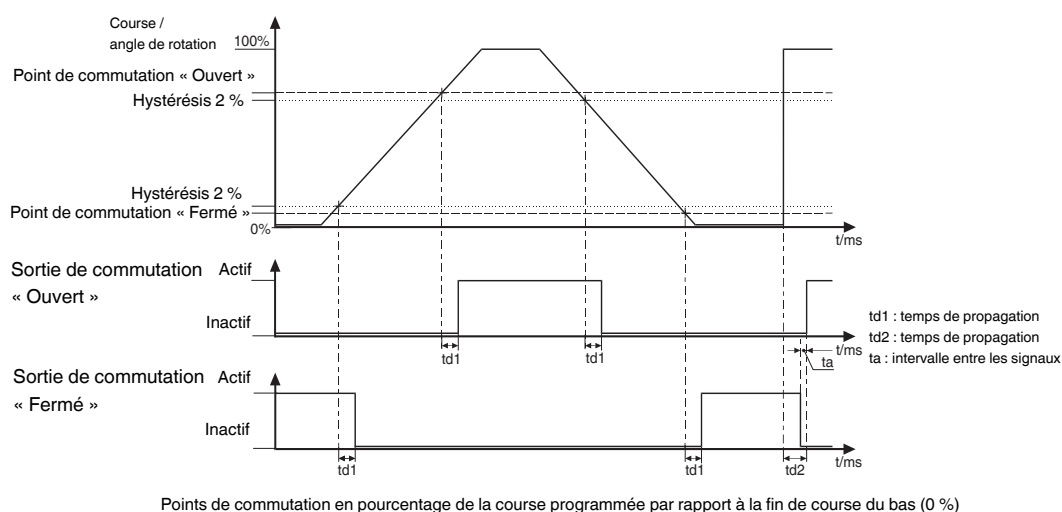 Course /
angle de rotation
100%
Point de commutation « Ouvert »
Hystérésis 2 %
Hystérésis 2 %
Point de commutation « Fermé »
0%
t/ms
Sortie de commutation
« Ouvert »
Actif
Inactif
td1
td1
t/ms
ta
td1 : temps de propagation
td2 : temps de propagation
ta : intervalle entre les signaux
Sortie de commutation
« Fermé »
Actif
Inactif
td1
td1
td2
t/ms
Points de commutation en pourcentage de la course programmée par rapport à la fin de course du bas (0 %)